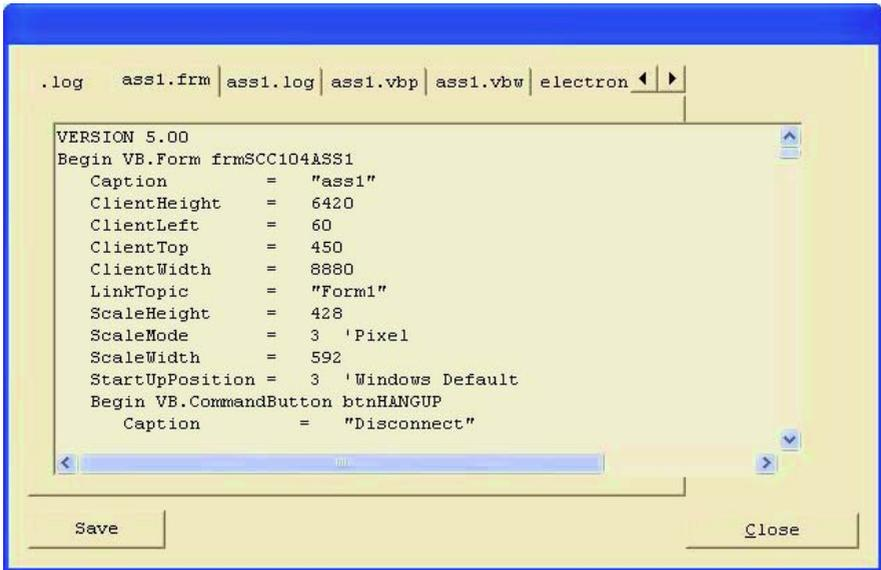 .log ass1.frm ass1.log ass1.vbp ass1.vbw electron
VERSION 5.00
Begin VB.Form frmSCC104ASS1
   Caption         =   "ass1"
   ClientHeight    =   6420
   ClientLeft      =   60
   ClientTop       =   450
   ClientWidth     =   8880
   LinkTopic       =   "Form1"
   ScaleHeight     =   428
   ScaleMode       =   3  'Pixel
   ScaleWidth      =   592
   StartUpPosition =   3  'Windows Default
   Begin VB.CommandButton btnHANGUP
      Caption         =   "Disconnect"
Save
Close